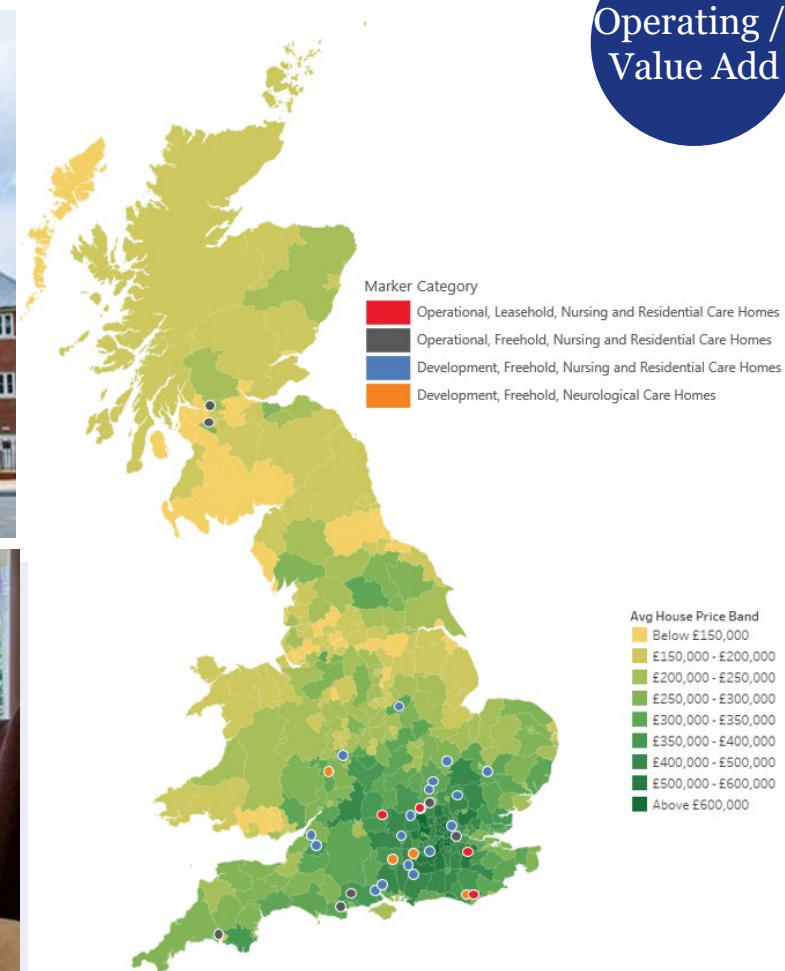 Operating /
Value Add
Marker Category
Operational, Leasehold, Nursing and Residential Care Homes
Operational, Freehold, Nursing and Residential Care Homes
Development, Freehold, Nursing and Residential Care Homes
Development, Freehold, Neurological Care Homes
Avg House Price Band
Below £150,000
£150,000 - £200,000
£200,000 - £250,000
£250,000 - £300,000
£300,000 - £350,000
£350,000 - £400,000
£400,000 - £500,000
£500,000 - £600,000
Above £600,000